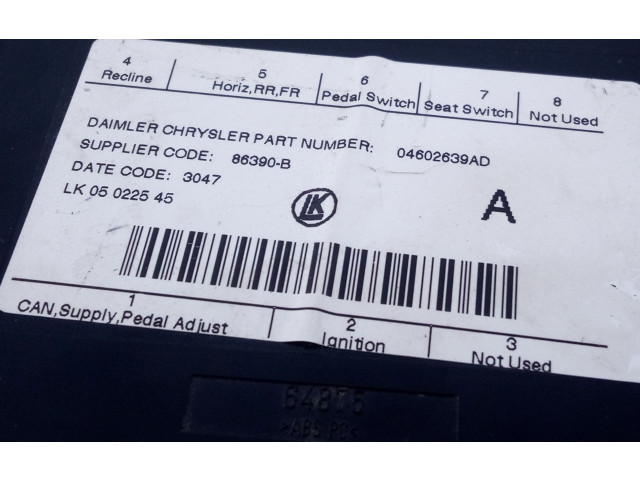 4 5 6 7 8
Recline Horiz,RR,FR Pedal Switch Seat Switch Not Used
DAIMLER CHRYSLER PART NUMBER: 04602639AD
SUPPLIER CODE: 86390-B
DATE CODE: 3047
LK 05 0225 45
LK
A
1 2 3
CAN,Supply,Pedal Adjust Ignition Not Used